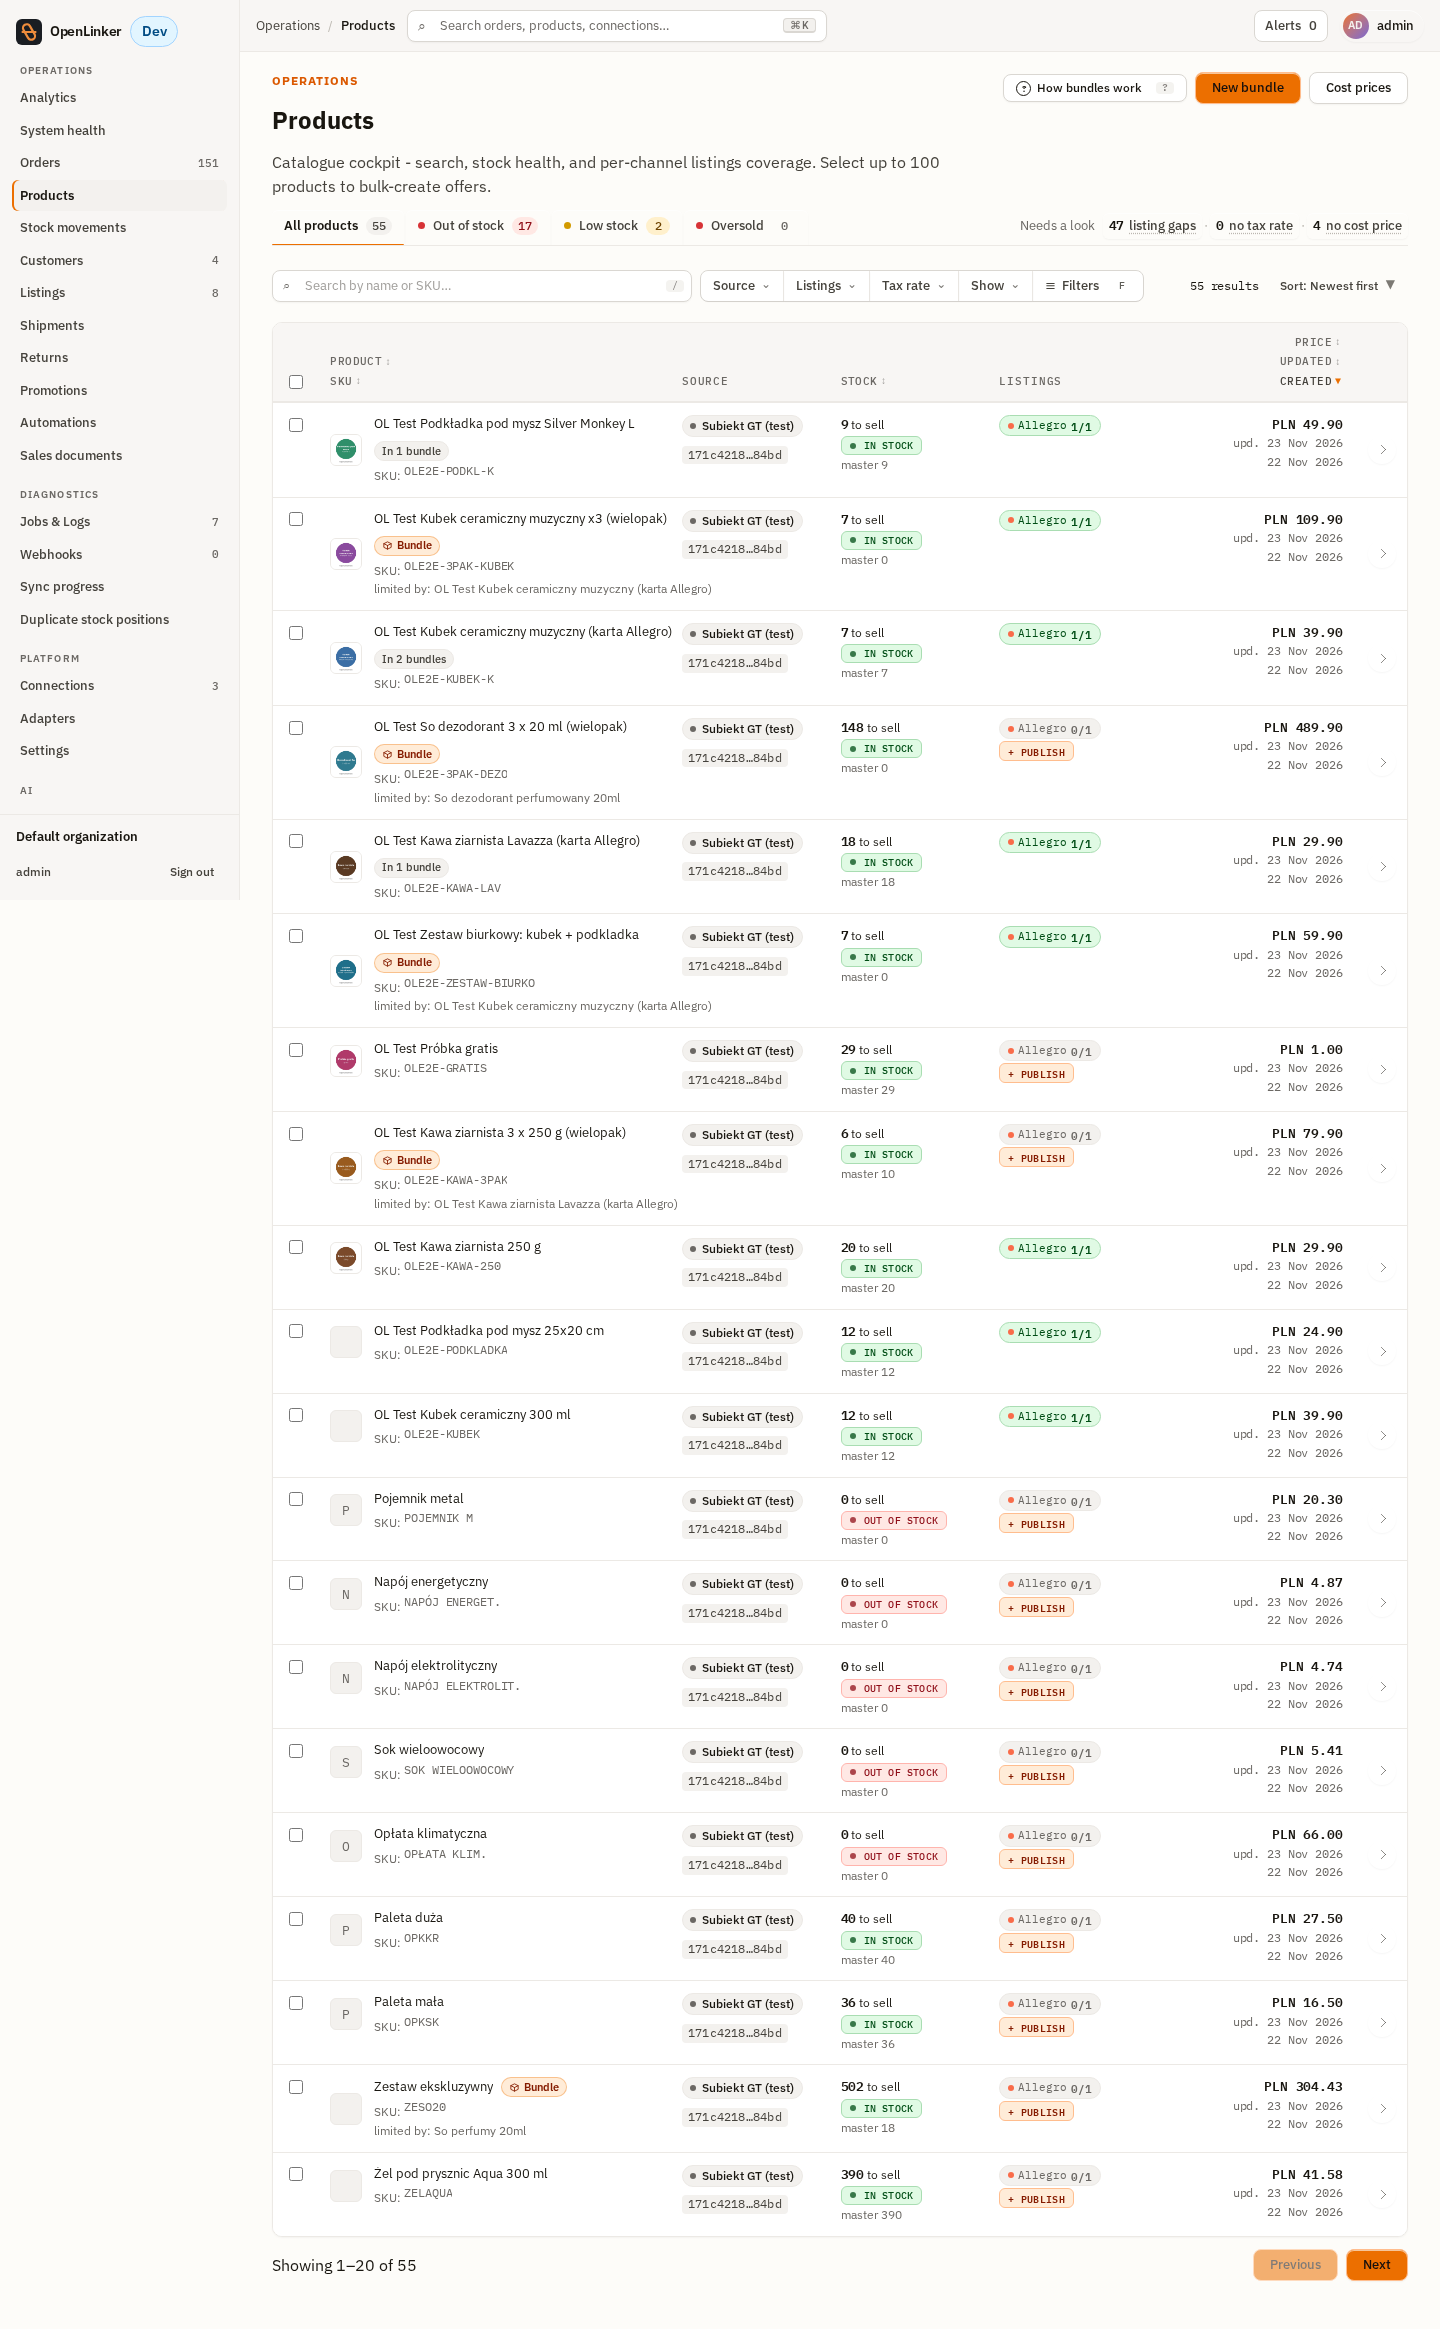 OpenLinker Dev
OPERATIONS
Analytics
System health
Orders 151
Products
Stock movements
Customers 4
Listings 8
Shipments
Returns
Promotions
Automations
Sales documents
DIAGNOSTICS
Jobs & Logs 7
Webhooks 0
Sync progress
Duplicate stock positions
PLATFORM
Connections 3
Adapters
Settings
AI
Default organization
admin Sign out
Operations / Products
Search orders, products, connections... ⌘K
Alerts 0
AD admin
OPERATIONS
Products
Catalogue cockpit - search, stock health, and per-channel listings coverage. Select up to 100
products to bulk-create offers.
? How bundles work ?
New bundle
Cost prices
All products 55 Out of stock 17 Low stock 2 Oversold 0
Needs a look 47 listing gaps · 0 no tax rate · 4 no cost price
Search by name or SKU... /
Source Listings Tax rate Show Filters F
55 results Sort: Newest first ▼
PRODUCT ↕
SKU ↕
SOURCE
STOCK ↕
LISTINGS
PRICE ↕
UPDATED ↕
CREATED ▼
OL Test Podkładka pod mysz Silver Monkey L
In 1 bundle
SKU: OLE2E-PODKL-K
Subiekt GT (test)
171c4218…84bd
9 to sell
IN STOCK
master 9
Allegro 1/1
PLN 49.90
upd. 23 Nov 2026
22 Nov 2026
OL Test Kubek ceramiczny muzyczny x3 (wielopak)
Bundle
SKU: OLE2E-3PAK-KUBEK
limited by: OL Test Kubek ceramiczny muzyczny (karta Allegro)
Subiekt GT (test)
171c4218…84bd
7 to sell
IN STOCK
master 0
Allegro 1/1
PLN 109.90
upd. 23 Nov 2026
22 Nov 2026
OL Test Kubek ceramiczny muzyczny (karta Allegro)
In 2 bundles
SKU: OLE2E-KUBEK-K
Subiekt GT (test)
171c4218…84bd
7 to sell
IN STOCK
master 7
Allegro 1/1
PLN 39.90
upd. 23 Nov 2026
22 Nov 2026
OL Test So dezodorant 3 x 20 ml (wielopak)
Bundle
SKU: OLE2E-3PAK-DEZO
limited by: So dezodorant perfumowany 20ml
Subiekt GT (test)
171c4218…84bd
148 to sell
IN STOCK
master 0
Allegro 0/1
+ PUBLISH
PLN 489.90
upd. 23 Nov 2026
22 Nov 2026
OL Test Kawa ziarnista Lavazza (karta Allegro)
In 1 bundle
SKU: OLE2E-KAWA-LAV
Subiekt GT (test)
171c4218…84bd
18 to sell
IN STOCK
master 18
Allegro 1/1
PLN 29.90
upd. 23 Nov 2026
22 Nov 2026
OL Test Zestaw biurkowy: kubek + podkladka
Bundle
SKU: OLE2E-ZESTAW-BIURKO
limited by: OL Test Kubek ceramiczny muzyczny (karta Allegro)
Subiekt GT (test)
171c4218…84bd
7 to sell
IN STOCK
master 0
Allegro 1/1
PLN 59.90
upd. 23 Nov 2026
22 Nov 2026
OL Test Próbka gratis
SKU: OLE2E-GRATIS
Subiekt GT (test)
171c4218…84bd
29 to sell
IN STOCK
master 29
Allegro 0/1
+ PUBLISH
PLN 1.00
upd. 23 Nov 2026
22 Nov 2026
OL Test Kawa ziarnista 3 x 250 g (wielopak)
Bundle
SKU: OLE2E-KAWA-3PAK
limited by: OL Test Kawa ziarnista Lavazza (karta Allegro)
Subiekt GT (test)
171c4218…84bd
6 to sell
IN STOCK
master 10
Allegro 0/1
+ PUBLISH
PLN 79.90
upd. 23 Nov 2026
22 Nov 2026
OL Test Kawa ziarnista 250 g
SKU: OLE2E-KAWA-250
Subiekt GT (test)
171c4218…84bd
20 to sell
IN STOCK
master 20
Allegro 1/1
PLN 29.90
upd. 23 Nov 2026
22 Nov 2026
OL Test Podkładka pod mysz 25x20 cm
SKU: OLE2E-PODKLADKA
Subiekt GT (test)
171c4218…84bd
12 to sell
IN STOCK
master 12
Allegro 1/1
PLN 24.90
upd. 23 Nov 2026
22 Nov 2026
OL Test Kubek ceramiczny 300 ml
SKU: OLE2E-KUBEK
Subiekt GT (test)
171c4218…84bd
12 to sell
IN STOCK
master 12
Allegro 1/1
PLN 39.90
upd. 23 Nov 2026
22 Nov 2026
P
Pojemnik metal
SKU: POJEMNIK M
Subiekt GT (test)
171c4218…84bd
0 to sell
OUT OF STOCK
master 0
Allegro 0/1
+ PUBLISH
PLN 20.30
upd. 23 Nov 2026
22 Nov 2026
N
Napój energetyczny
SKU: NAPÓJ ENERGET.
Subiekt GT (test)
171c4218…84bd
0 to sell
OUT OF STOCK
master 0
Allegro 0/1
+ PUBLISH
PLN 4.87
upd. 23 Nov 2026
22 Nov 2026
N
Napój elektrolityczny
SKU: NAPÓJ ELEKTROLIT.
Subiekt GT (test)
171c4218…84bd
0 to sell
OUT OF STOCK
master 0
Allegro 0/1
+ PUBLISH
PLN 4.74
upd. 23 Nov 2026
22 Nov 2026
S
Sok wieloowocowy
SKU: SOK WIELOOWOCOWY
Subiekt GT (test)
171c4218…84bd
0 to sell
OUT OF STOCK
master 0
Allegro 0/1
+ PUBLISH
PLN 5.41
upd. 23 Nov 2026
22 Nov 2026
O
Opłata klimatyczna
SKU: OPŁATA KLIM.
Subiekt GT (test)
171c4218…84bd
0 to sell
OUT OF STOCK
master 0
Allegro 0/1
+ PUBLISH
PLN 66.00
upd. 23 Nov 2026
22 Nov 2026
P
Paleta duża
SKU: OPKKR
Subiekt GT (test)
171c4218…84bd
40 to sell
IN STOCK
master 40
Allegro 0/1
+ PUBLISH
PLN 27.50
upd. 23 Nov 2026
22 Nov 2026
P
Paleta mała
SKU: OPKSK
Subiekt GT (test)
171c4218…84bd
36 to sell
IN STOCK
master 36
Allegro 0/1
+ PUBLISH
PLN 16.50
upd. 23 Nov 2026
22 Nov 2026
Zestaw ekskluzywny Bundle
SKU: ZESO20
limited by: So perfumy 20ml
Subiekt GT (test)
171c4218…84bd
502 to sell
IN STOCK
master 18
Allegro 0/1
+ PUBLISH
PLN 304.43
upd. 23 Nov 2026
22 Nov 2026
Żel pod prysznic Aqua 300 ml
SKU: ZELAQUA
Subiekt GT (test)
171c4218…84bd
390 to sell
IN STOCK
master 390
Allegro 0/1
+ PUBLISH
PLN 41.58
upd. 23 Nov 2026
22 Nov 2026
Showing 1–20 of 55
Previous Next